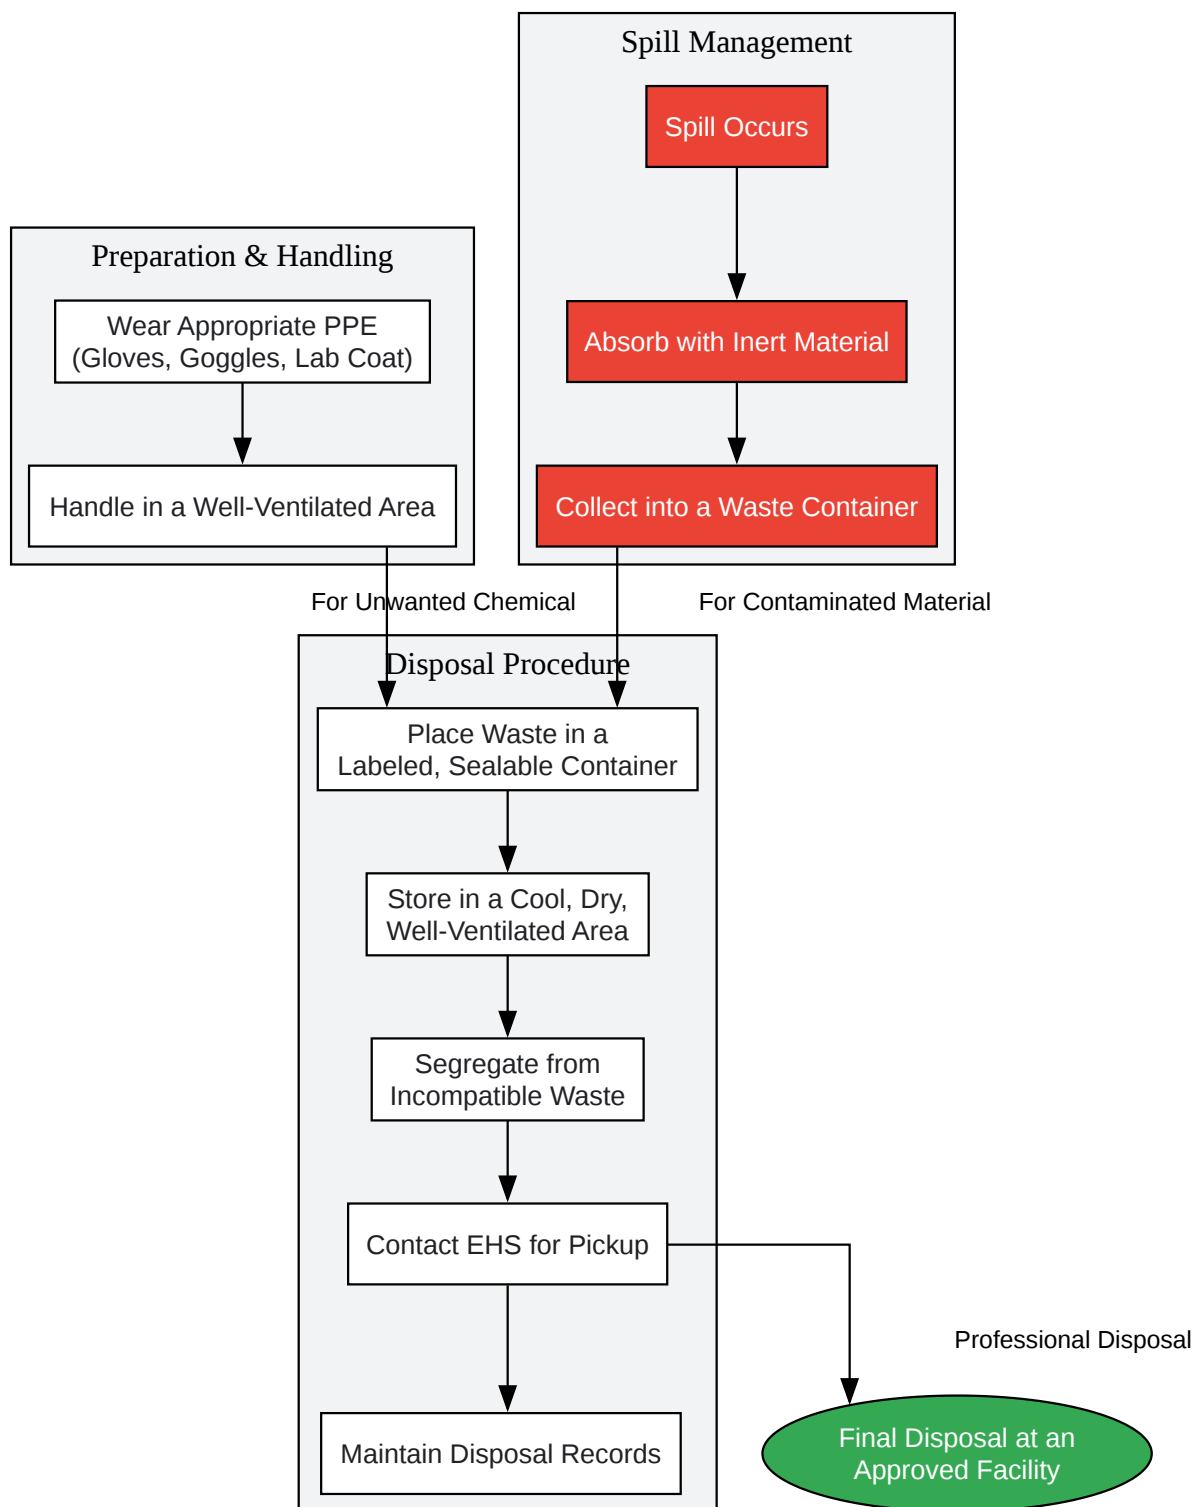 Spill Management
Spill Occurs
Preparation & Handling
Wear Appropriate PPE
(Gloves, Goggles, Lab Coat)
Absorb with Inert Material
Handle in a Well-Ventilated Area
Collect into a Waste Container
For Unwanted Chemical
For Contaminated Material
Disposal Procedure
Place Waste in a
Labeled, Sealable Container
Store in a Cool, Dry,
Well-Ventilated Area
Segregate from
Incompatible Waste
Contact EHS for Pickup
Professional Disposal
Maintain Disposal Records
Final Disposal at an
Approved Facility